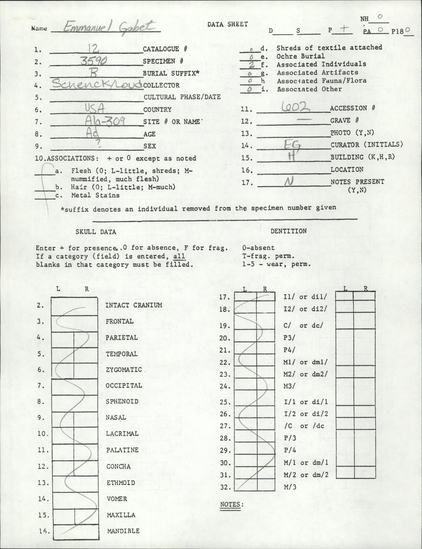 NH 0
DATA SHEET
Name Emmanuel Gabet
D S F + PA 0 P180
1. 12 CATALOGUE #
2. 3590 SPECIMEN #
3. B BURIAL SUFFIX*
4. Schenck/Loud COLLECTOR
5. CULTURAL PHASE/DATE
6. USA COUNTRY
7. Ala-309 SITE # OR NAME
8. Ad AGE
9. ? SEX
10. ASSOCIATIONS: + or 0 except as noted
a. Flesh (0; L-little, shreds; M-
mummified, much flesh)
b. Hair (0; L-little; M-much)
c. Metal Stains
d. Shreds of textile attached
e. Ochre Burial
f. Associated Individuals
0 g. Associated Artifacts
0 h Associated Fauna/Flora
0 i. Associated Other
11. 602 ACCESSION #
12. — GRAVE #
13. PHOTO (Y,N)
14. EG CURATOR (INITIALS)
15. H BUILDING (K,H,R)
16. LOCATION
17. N NOTES PRESENT
(Y,N)
*suffix denotes an individual removed from the specimen number given
SKULL DATA
Enter + for presence, 0 for absence, F for frag.
If a category (field) is entered, all
blanks in that category must be filled.
DENTITION
0-absent
T-frag. perm.
1-5 - wear, perm.
L R
2. INTACT CRANIUM
3. FRONTAL
4. PARIETAL
5. TEMPORAL
6. ZYGOMATIC
7. OCCIPITAL
8. SPHENOID
9. NASAL
10. LACRIMAL
11. PALATINE
12. CONCHA
13. ETHMOID
14. VOMER
15. MAXILLA
16. MANDIBLE
L R L R
17. I1/ or di1/
18. I2/ or di2/
19. C/ or dc/
20. P3/
21. P4/
22. M1/ or dm1/
23. M2/ or dm2/
24. M3/
25. I/1 or di/1
26. I/2 or di/2
27. /C or /dc
28. P/3
29. P/4
30. M/1 or dm/1
31. M/2 or dm/2
32. M/3
NOTES: